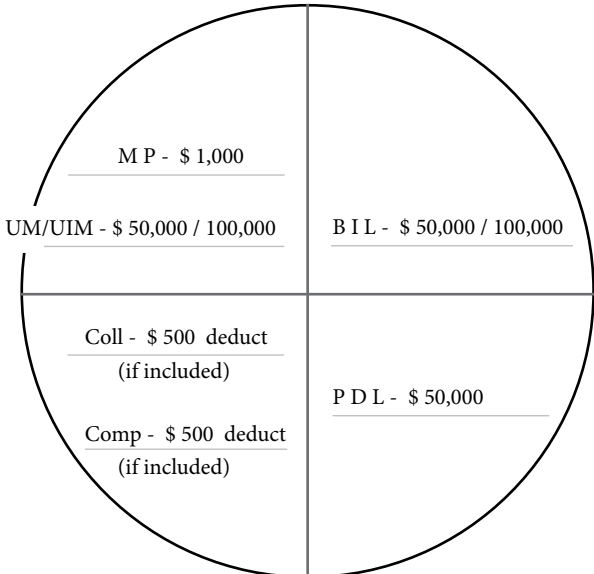 M P - $ 1,000
UM/UIM - $ 50,000 / 100,000
B I L - $ 50,000 / 100,000
Coll - $ 500 deduct
(if included)
Comp - $ 500 deduct
(if included)
P D L - $ 50,000